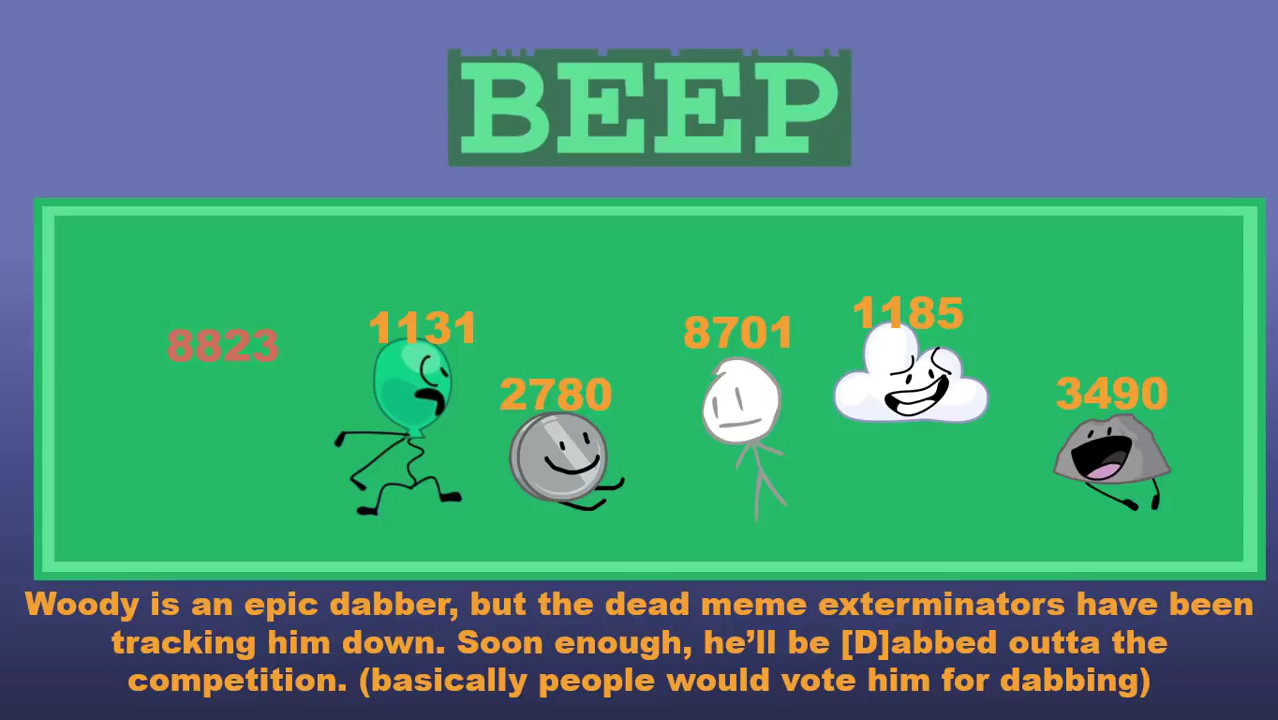 BEEP
8823
1131
2780
8701
1185
3490
Woody is an epic dabber, but the dead meme exterminators have been
tracking him down. Soon enough, he’ll be [D]abbed outta the
competition. (basically people would vote him for dabbing)